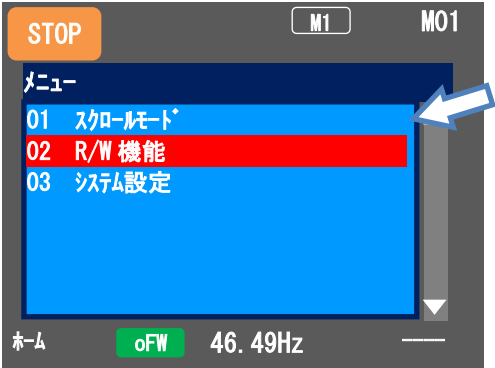 STOP M1 M01
メニュー
01 スクロールモード
02 R/W 機能
03 システム設定
ホーム oFW 46.49Hz ----